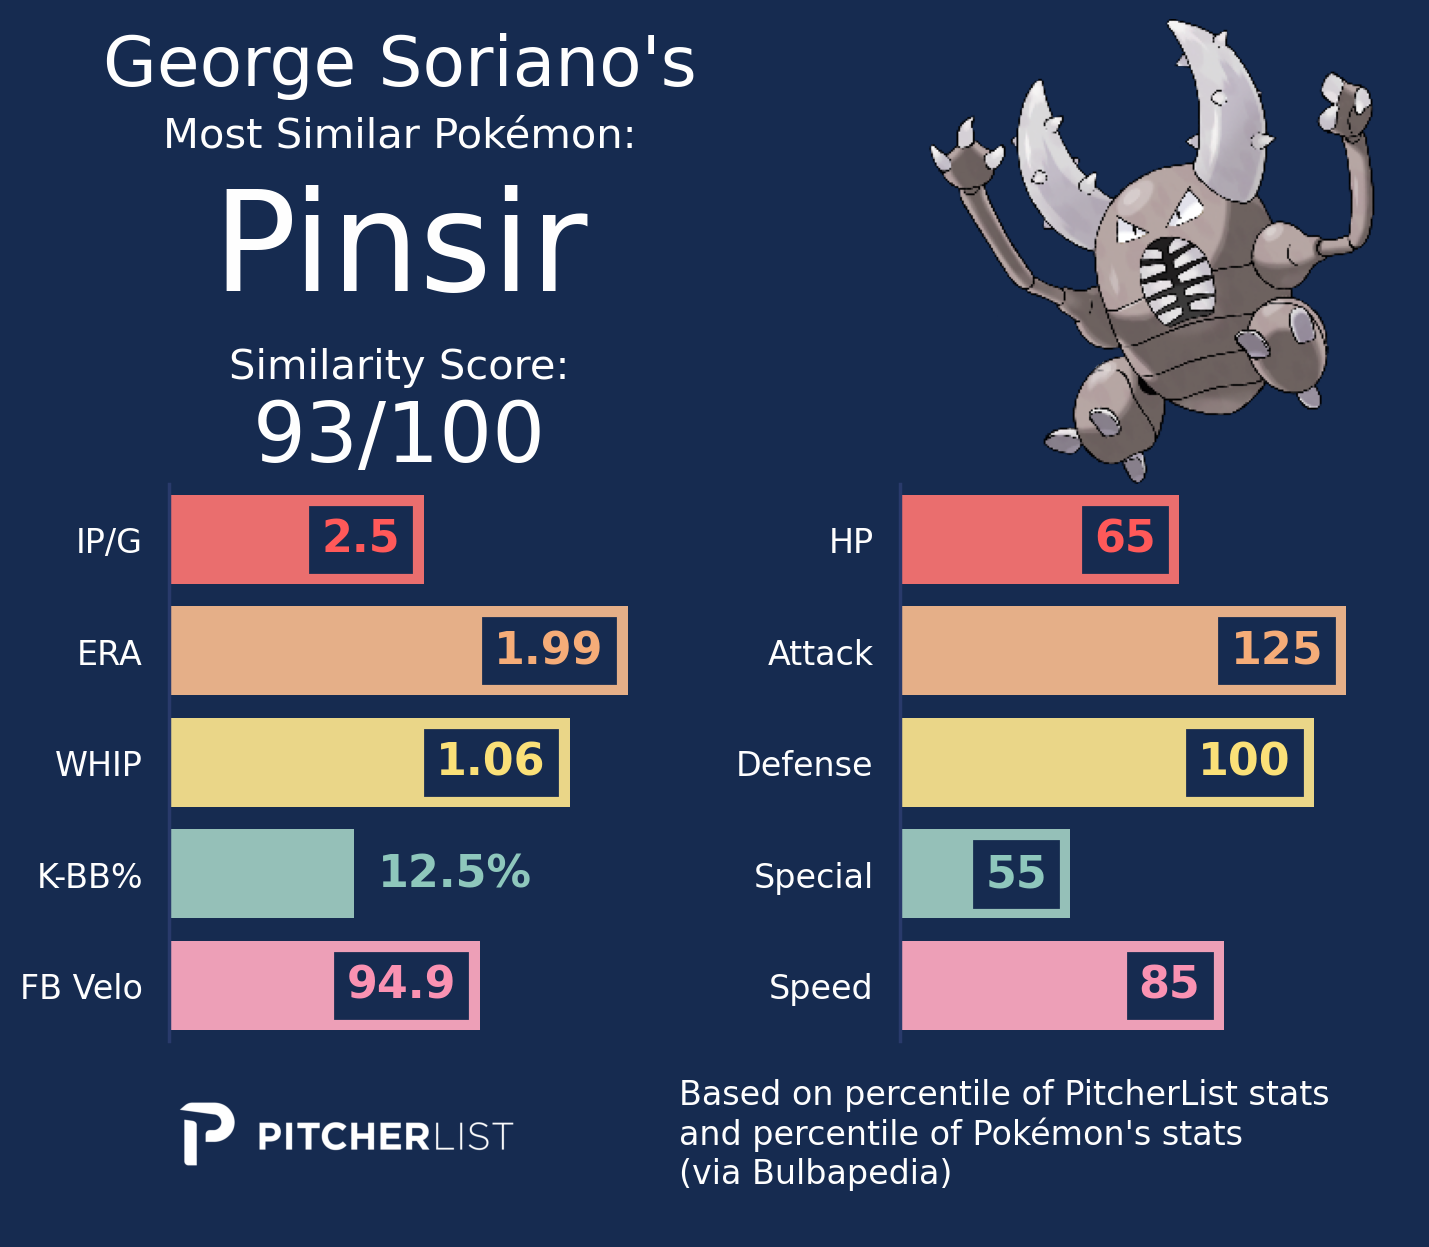 George Soriano's
Most Similar Pokémon:
Pinsir
Similarity Score:
93/100
IP/G 2.5
ERA 1.99
WHIP 1.06
K-BB% 12.5%
FB Velo 94.9
HP 65
Attack 125
Defense 100
Special 55
Speed 85
PITCHERLIST
Based on percentile of PitcherList stats
and percentile of Pokémon's stats
(via Bulbapedia)